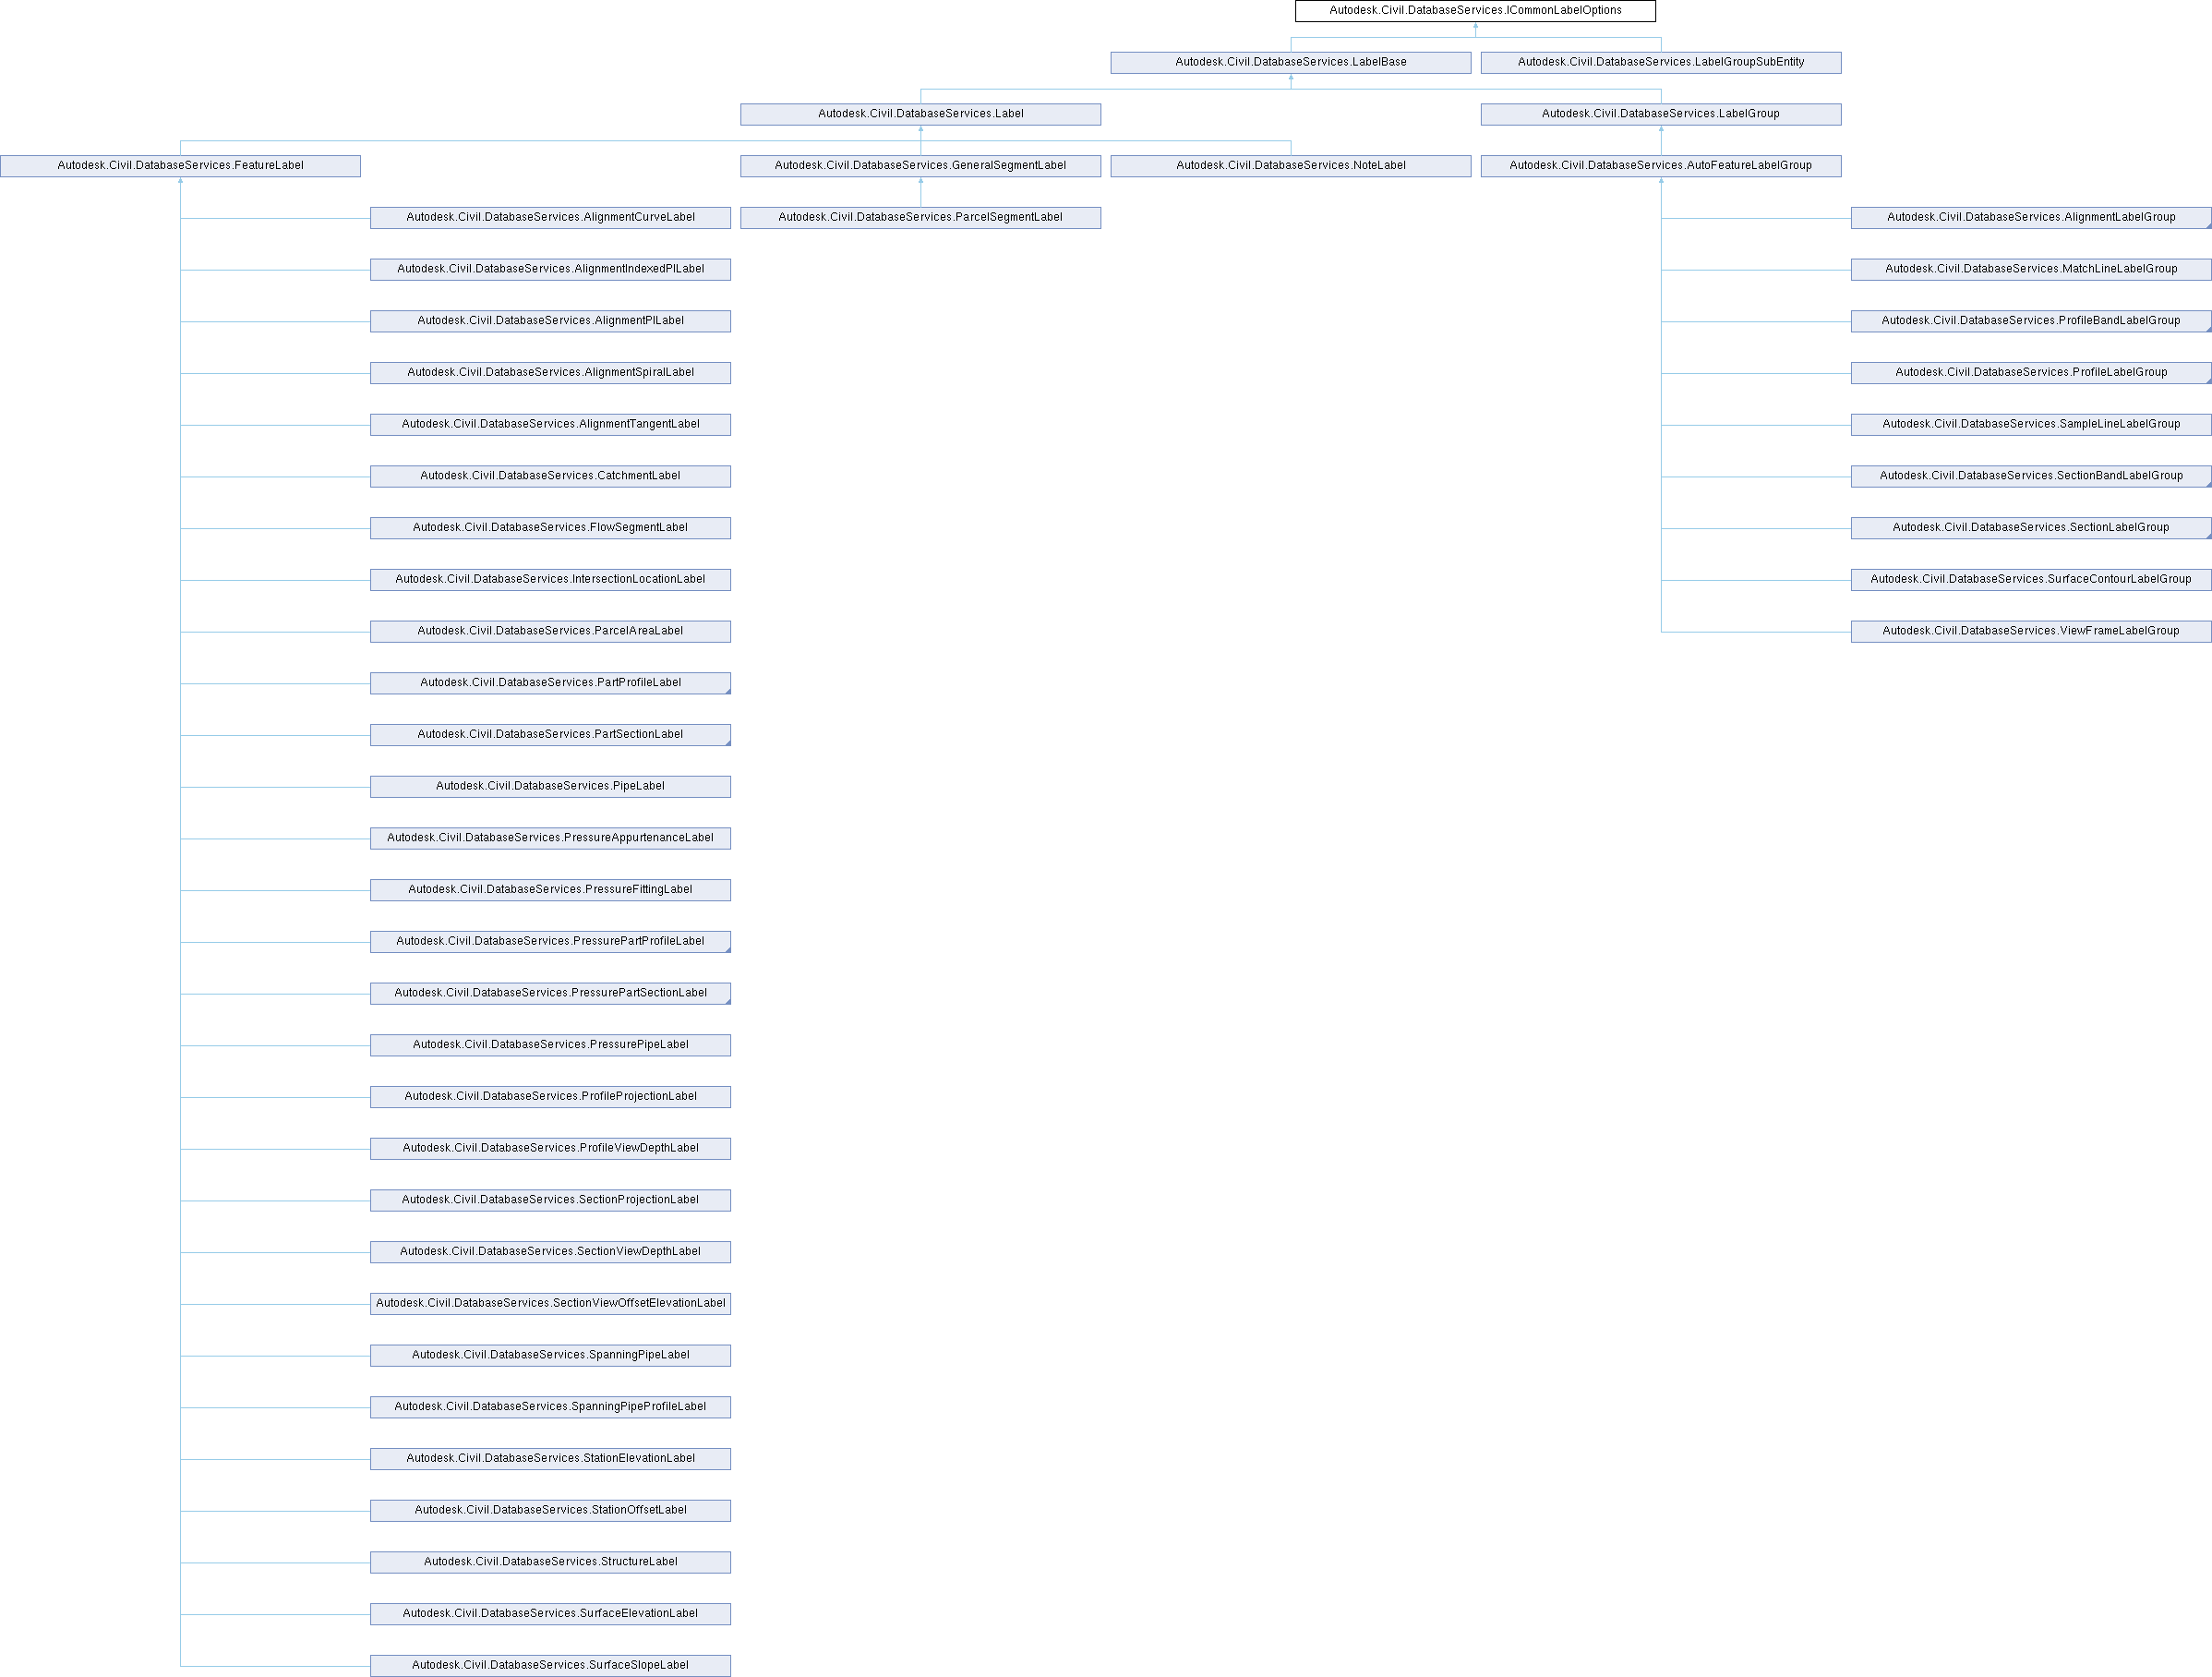 Autodesk.Civil.DatabaseServices.ICommonLabelOptions
Autodesk.Civil.DatabaseServices.LabelBase
Autodesk.Civil.DatabaseServices.LabelGroupSubEntity
Autodesk.Civil.DatabaseServices.Label
Autodesk.Civil.DatabaseServices.LabelGroup
Autodesk.Civil.DatabaseServices.FeatureLabel
Autodesk.Civil.DatabaseServices.GeneralSegmentLabel
Autodesk.Civil.DatabaseServices.NoteLabel
Autodesk.Civil.DatabaseServices.AutoFeatureLabelGroup
Autodesk.Civil.DatabaseServices.AlignmentCurveLabel
Autodesk.Civil.DatabaseServices.ParcelSegmentLabel
Autodesk.Civil.DatabaseServices.AlignmentLabelGroup
Autodesk.Civil.DatabaseServices.AlignmentIndexedPILabel
Autodesk.Civil.DatabaseServices.MatchLineLabelGroup
Autodesk.Civil.DatabaseServices.AlignmentPILabel
Autodesk.Civil.DatabaseServices.ProfileBandLabelGroup
Autodesk.Civil.DatabaseServices.AlignmentSpiralLabel
Autodesk.Civil.DatabaseServices.ProfileLabelGroup
Autodesk.Civil.DatabaseServices.AlignmentTangentLabel
Autodesk.Civil.DatabaseServices.SampleLineLabelGroup
Autodesk.Civil.DatabaseServices.CatchmentLabel
Autodesk.Civil.DatabaseServices.SectionBandLabelGroup
Autodesk.Civil.DatabaseServices.FlowSegmentLabel
Autodesk.Civil.DatabaseServices.SectionLabelGroup
Autodesk.Civil.DatabaseServices.IntersectionLocationLabel
Autodesk.Civil.DatabaseServices.SurfaceContourLabelGroup
Autodesk.Civil.DatabaseServices.ParcelAreaLabel
Autodesk.Civil.DatabaseServices.ViewFrameLabelGroup
Autodesk.Civil.DatabaseServices.PartProfileLabel
Autodesk.Civil.DatabaseServices.PartSectionLabel
Autodesk.Civil.DatabaseServices.PipeLabel
Autodesk.Civil.DatabaseServices.PressureAppurtenanceLabel
Autodesk.Civil.DatabaseServices.PressureFittingLabel
Autodesk.Civil.DatabaseServices.PressurePartProfileLabel
Autodesk.Civil.DatabaseServices.PressurePartSectionLabel
Autodesk.Civil.DatabaseServices.PressurePipeLabel
Autodesk.Civil.DatabaseServices.ProfileProjectionLabel
Autodesk.Civil.DatabaseServices.ProfileViewDepthLabel
Autodesk.Civil.DatabaseServices.SectionProjectionLabel
Autodesk.Civil.DatabaseServices.SectionViewDepthLabel
Autodesk.Civil.DatabaseServices.SectionViewOffsetElevationLabel
Autodesk.Civil.DatabaseServices.SpanningPipeLabel
Autodesk.Civil.DatabaseServices.SpanningPipeProfileLabel
Autodesk.Civil.DatabaseServices.StationElevationLabel
Autodesk.Civil.DatabaseServices.StationOffsetLabel
Autodesk.Civil.DatabaseServices.StructureLabel
Autodesk.Civil.DatabaseServices.SurfaceElevationLabel
Autodesk.Civil.DatabaseServices.SurfaceSlopeLabel